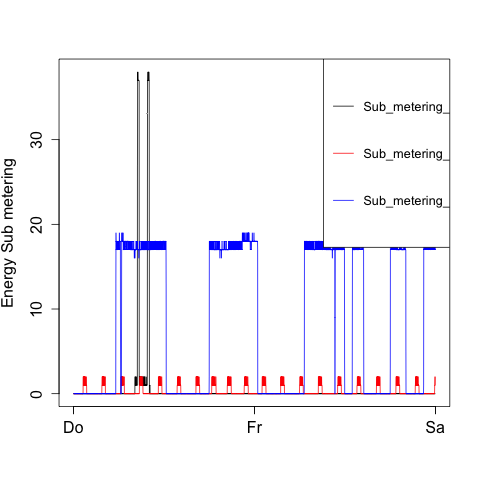 Energy Sub metering
30
20
10
0
Do
Fr
Sa
Sub_metering_
Sub_metering_
Sub_metering_